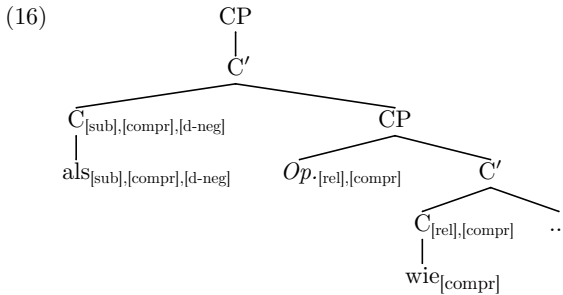 (16) CP
C′
C[sub],[compr],[d-neg] CP
als[sub],[compr],[d-neg] Op.[rel],[compr] C′
C[rel],[compr] ..
wie[compr]